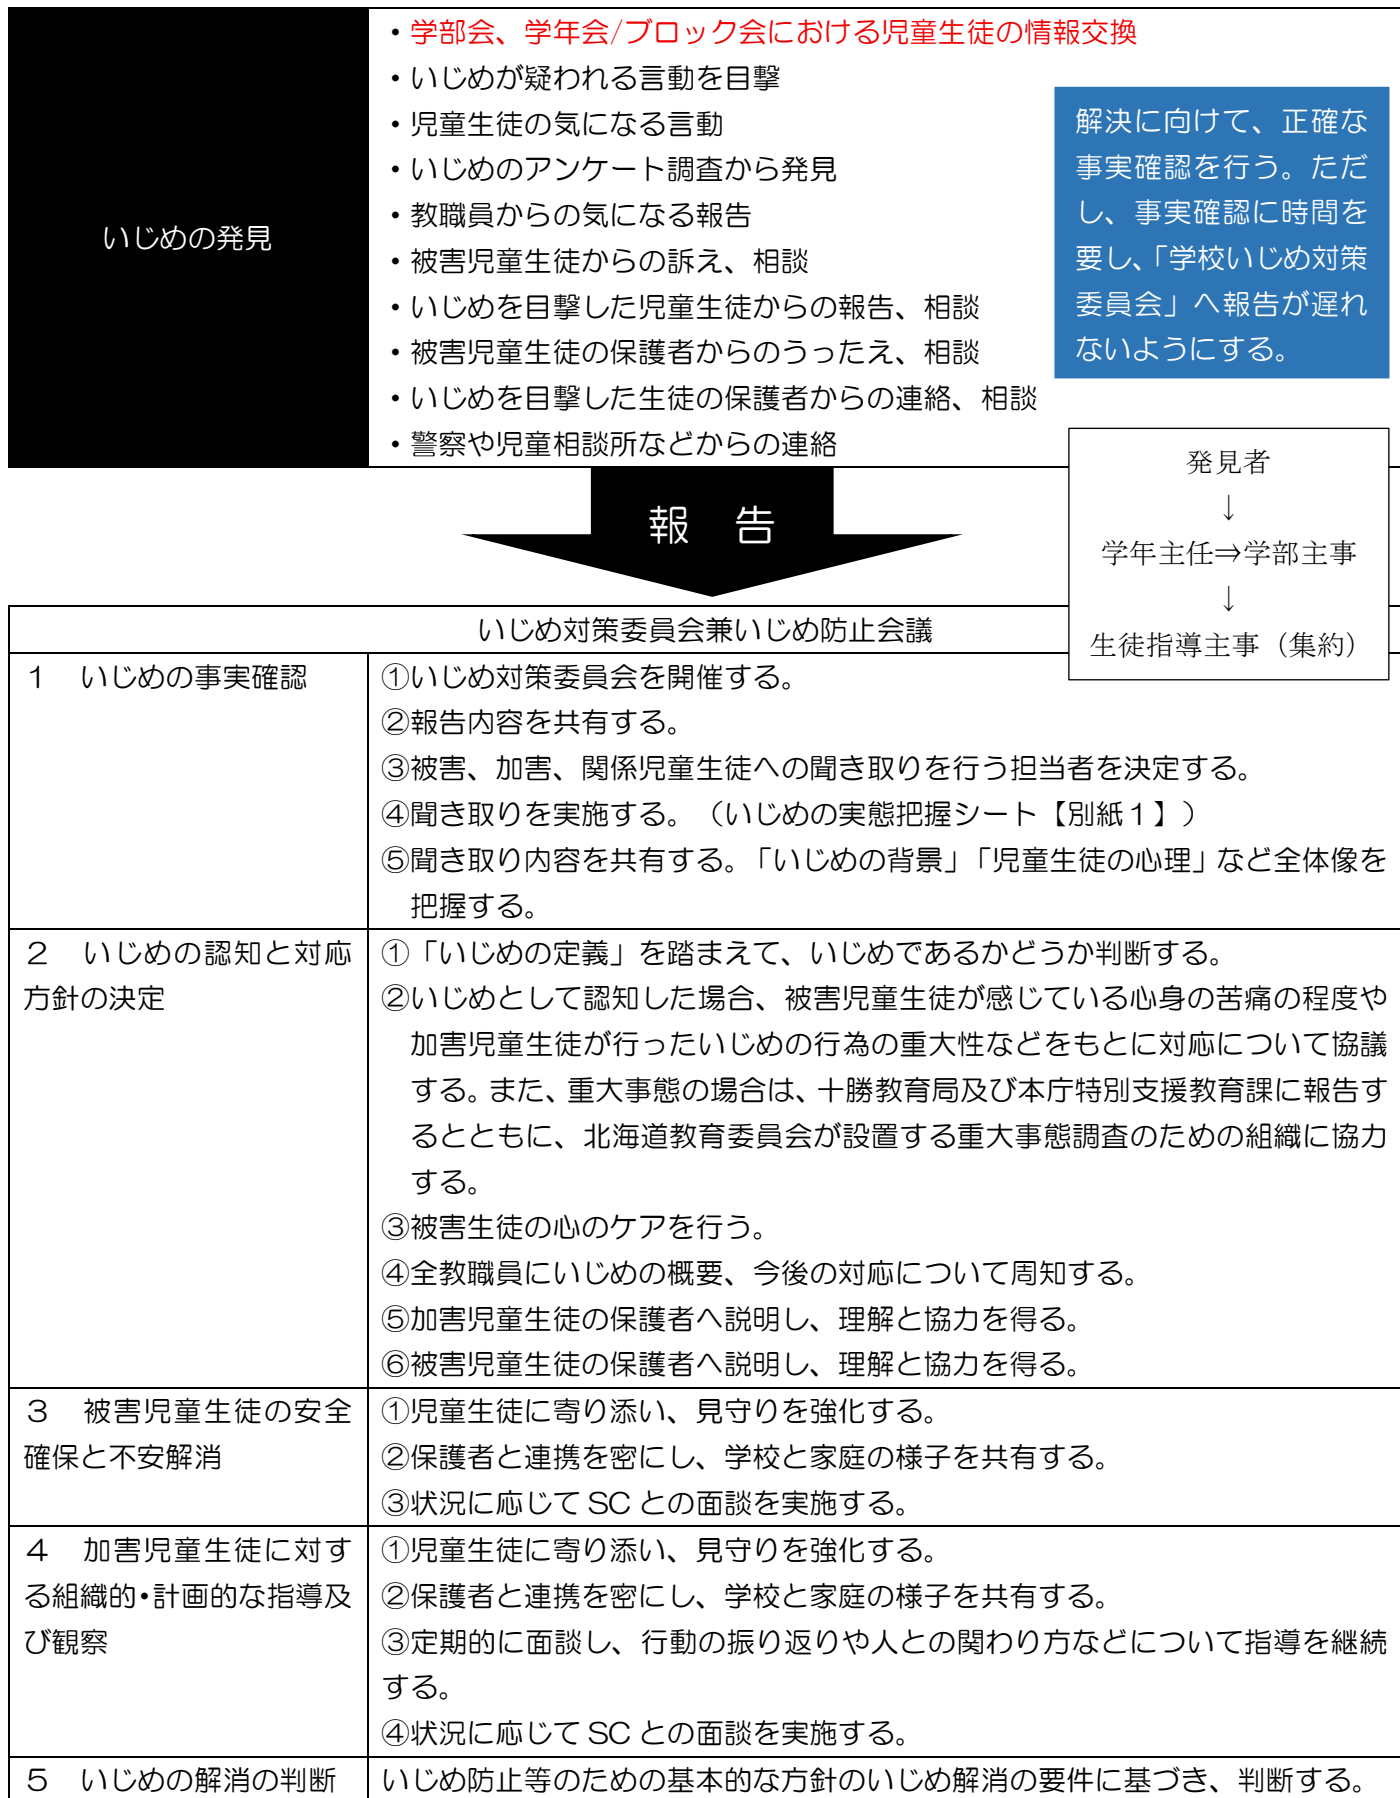 いじめの発見
・学部会、学年会/ブロック会における児童生徒の情報交換
・いじめが疑われる言動を目撃
・児童生徒の気になる言動
・いじめのアンケート調査から発見
・教職員からの気になる報告
・被害児童生徒からの訴え、相談
・いじめを目撃した児童生徒からの報告、相談
・被害児童生徒の保護者からのうったえ、相談
・いじめを目撃した生徒の保護者からの連絡、相談
・警察や児童相談所などからの連絡
解決に向けて、正確な
事実確認を行う。ただ
し、事実確認に時間を
要し、「学校いじめ対策
委員会」へ報告が遅れ
ないようにする。
報　告
発見者
↓
学年主任⇒学部主事
↓
生徒指導主事（集約）
いじめ対策委員会兼いじめ防止会議
１　いじめの事実確認
①いじめ対策委員会を開催する。
②報告内容を共有する。
③被害、加害、関係児童生徒への聞き取りを行う担当者を決定する。
④聞き取りを実施する。（いじめの実態把握シート【別紙１】）
⑤聞き取り内容を共有する。「いじめの背景」「児童生徒の心理」など全体像を
把握する。
２　いじめの認知と対応
方針の決定
①「いじめの定義」を踏まえて、いじめであるかどうか判断する。
②いじめとして認知した場合、被害児童生徒が感じている心身の苦痛の程度や
加害児童生徒が行ったいじめの行為の重大性などをもとに対応について協議
する。また、重大事態の場合は、十勝教育局及び本庁特別支援教育課に報告す
るとともに、北海道教育委員会が設置する重大事態調査のための組織に協力
する。
③被害生徒の心のケアを行う。
④全教職員にいじめの概要、今後の対応について周知する。
⑤加害児童生徒の保護者へ説明し、理解と協力を得る。
⑥被害児童生徒の保護者へ説明し、理解と協力を得る。
３　被害児童生徒の安全
確保と不安解消
①児童生徒に寄り添い、見守りを強化する。
②保護者と連携を密にし、学校と家庭の様子を共有する。
③状況に応じて SC との面談を実施する。
４　加害児童生徒に対す
る組織的・計画的な指導及
び観察
①児童生徒に寄り添い、見守りを強化する。
②保護者と連携を密にし、学校と家庭の様子を共有する。
③定期的に面談し、行動の振り返りや人との関わり方などについて指導を継続
する。
④状況に応じて SC との面談を実施する。
５　いじめの解消の判断
いじめ防止等のための基本的な方針のいじめ解消の要件に基づき、判断する。